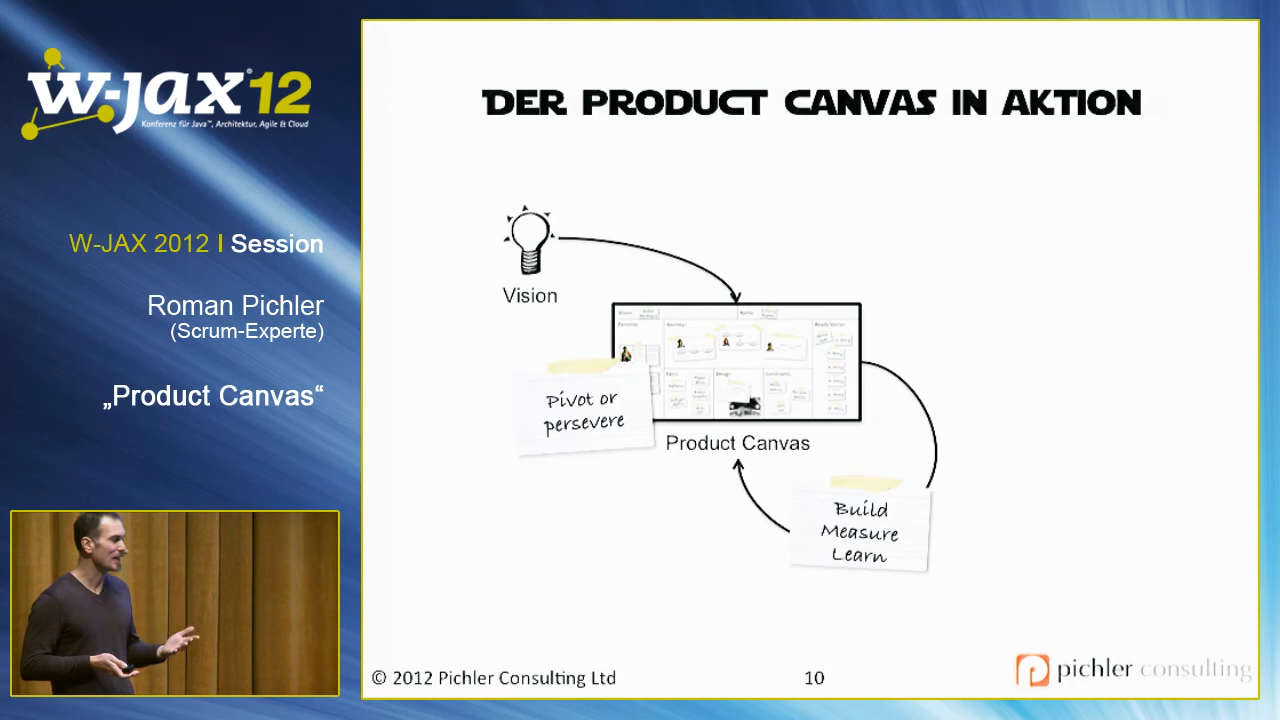 W-JAX®12
Konferenz für Java™, Architektur, Agile & Cloud
W-JAX 2012 I Session
Roman Pichler
(Scrum-Experte)
„Product Canvas“
DER PRODUCT CANVAS IN AKTION
Vision
Pivot or
persevere
Product Canvas
Build
Measure
Learn
© 2012 Pichler Consulting Ltd
10
pichler consulting